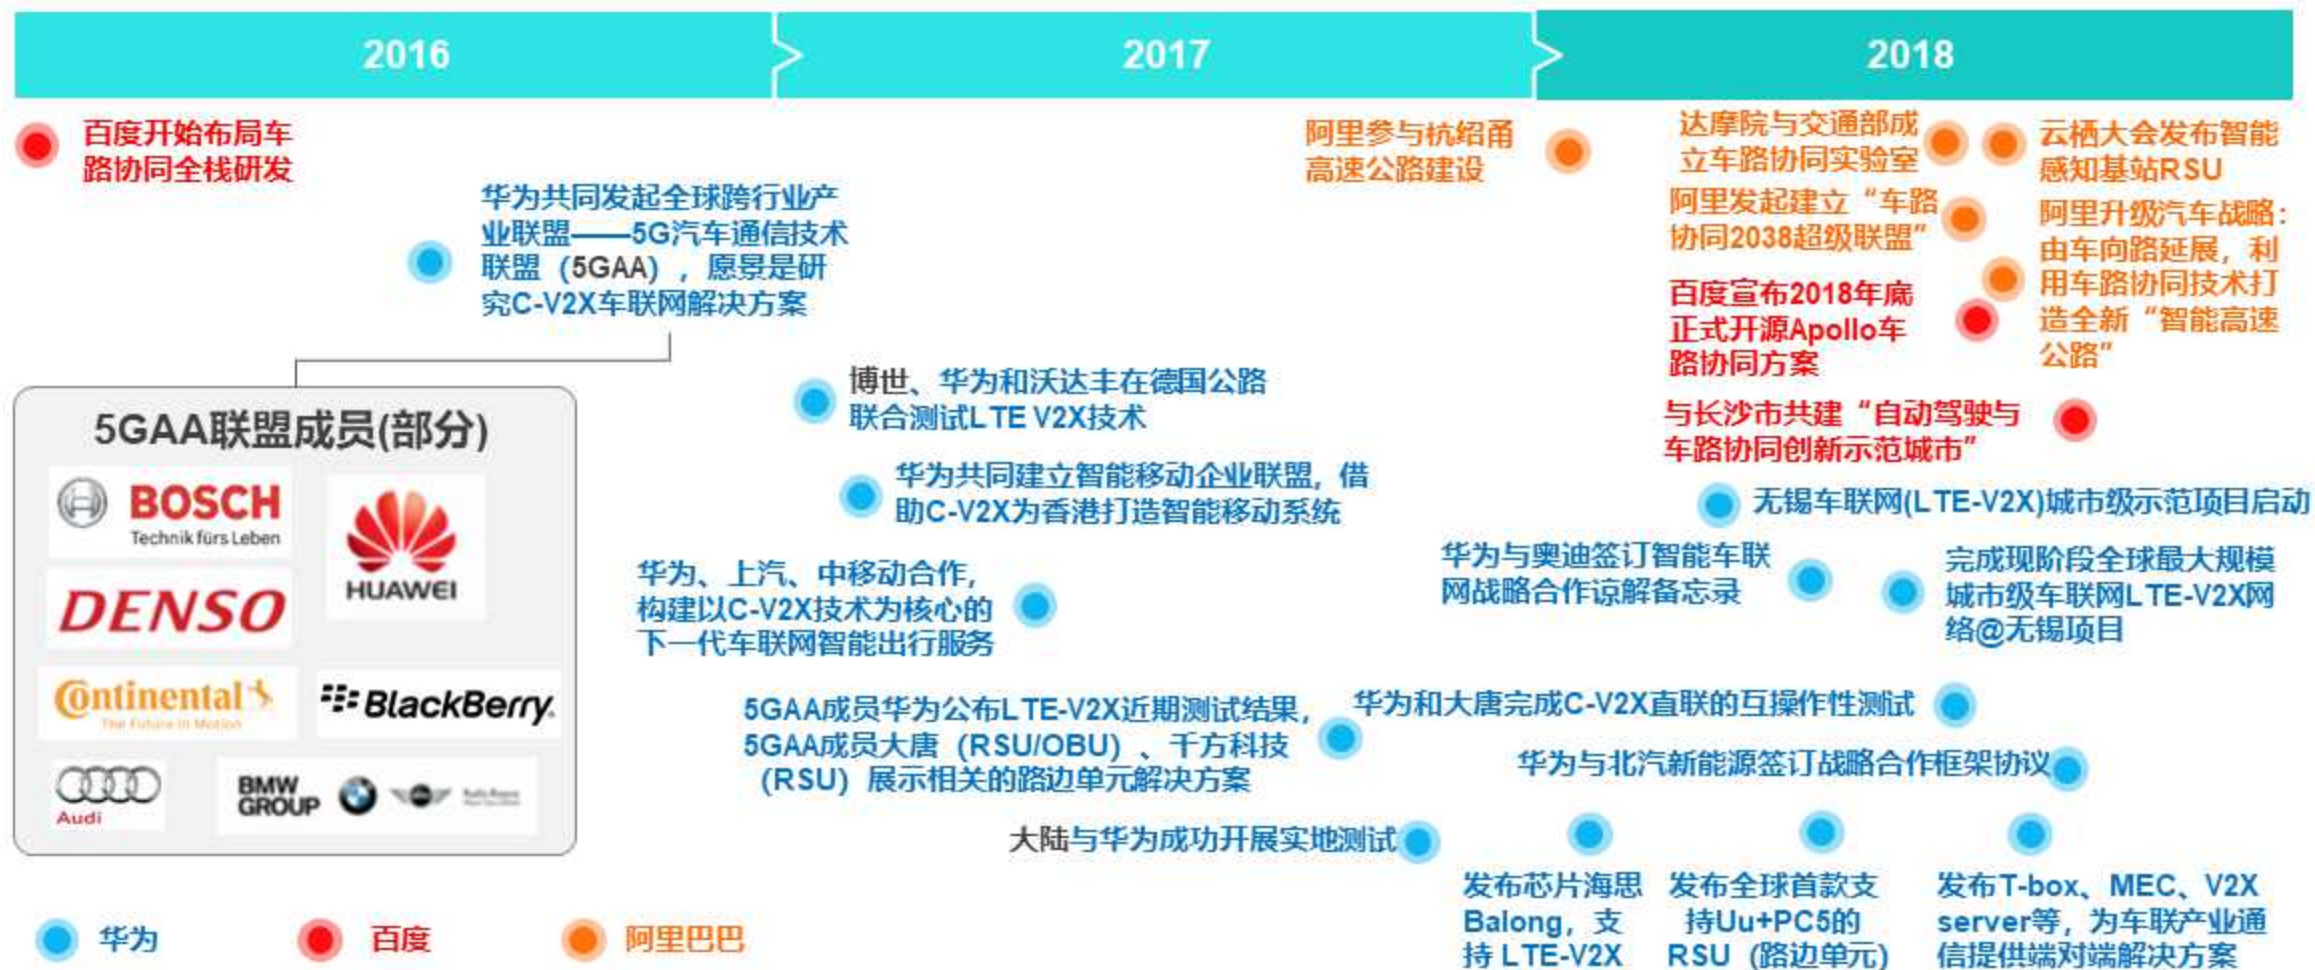 2016
2017
2018
百度开始布局车
路协同全栈研发
华为共同发起全球跨行业产
业联盟——5G汽车通信技术
联盟（5GAA），愿景是研
究C-V2X车联网解决方案
5GAA联盟成员(部分)
BOSCH
Technik fürs Leben
HUAWEI
DENSO
Continental
The Future in Motion
BlackBerry
Audi
BMW
GROUP
博世、华为和沃达丰在德国公路
联合测试LTE V2X技术
华为共同建立智能移动企业联盟，借
助C-V2X为香港打造智能移动系统
华为、上汽、中移动合作，
构建以C-V2X技术为核心的
下一代车联网智能出行服务
5GAA成员华为公布LTE-V2X近期测试结果，
5GAA成员大唐（RSU/OBU）、千方科技
（RSU）展示相关的路边单元解决方案
大陆与华为成功开展实地测试
阿里参与杭绍甬
高速公路建设
达摩院与交通部成
立车路协同实验室
云栖大会发布智能
感知基站RSU
阿里发起建立“车路
协同2038超级联盟”
阿里升级汽车战略：
由车向路延展，利
用车路协同技术打
造全新“智能高速
公路”
百度宣布2018年底
正式开源Apollo车
路协同方案
与长沙市共建“自动驾驶与
车路协同创新示范城市”
无锡车联网(LTE-V2X)城市级示范项目启动
华为与奥迪签订智能车联
网战略合作谅解备忘录
完成现阶段全球最大规模
城市级车联网LTE-V2X网
络@无锡项目
华为和大唐完成C-V2X直联的互操作性测试
华为与北汽新能源签订战略合作框架协议
发布芯片海思
Balong，支
持 LTE-V2X
发布全球首款支
持Uu+PC5的
RSU（路边单元）
发布T-box、MEC、V2X
server等，为车联产业通
信提供端对端解决方案
华为
百度
阿里巴巴